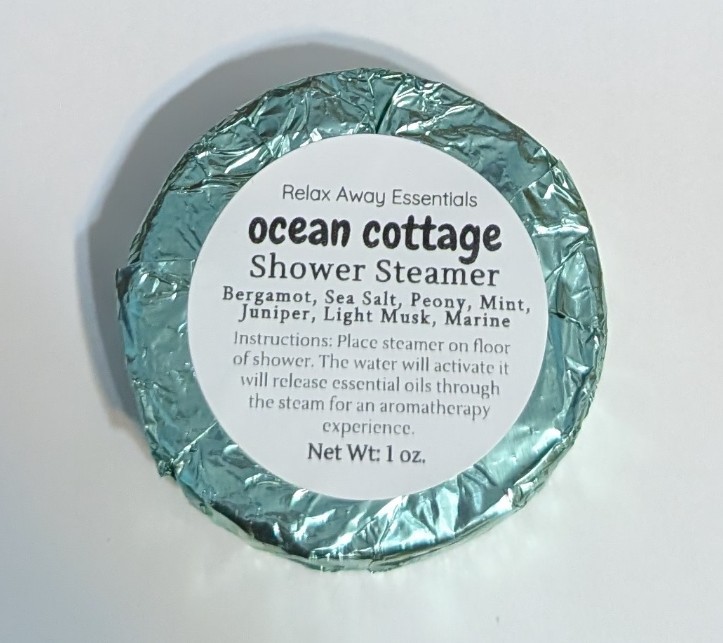 Relax Away Essentials
ocean cottage
Shower Steamer
Bergamot, Sea Salt, Peony, Mint,
Juniper, Light Musk, Marine
Instructions: Place steamer on floor
of shower. The water will activate it
will release essential oils through
the steam for an aromatherapy
experience.
Net Wt: 1 oz.